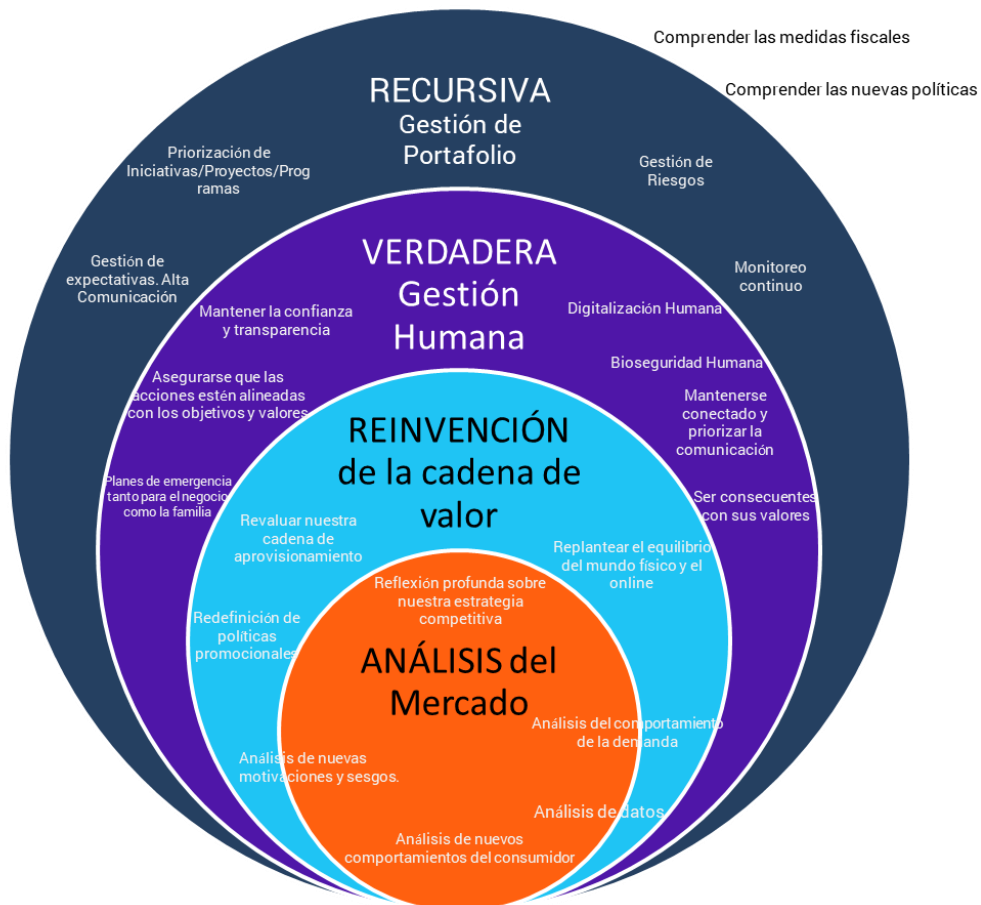 Comprender las medidas fiscales
Comprender las nuevas políticas
RECURSIVA
Gestión de
Portafolio
Priorización de
Iniciativas/Proyectos/Prog
ramas
Gestión de
Riesgos
Gestión de
expectativas. Alta
Comunicación
Monitoreo
continuo
VERDADERA
Gestión
Humana
Mantener la confianza
y transparencia
Digitalización Humana
Bioseguridad Humana
Asegurarse que las
acciones estén alineadas
con los objetivos y valores
Mantenerse
conectado y
priorizar la
comunicación
Planes de emergencia
tanto para el negocio
como la familia
Ser consecuentes
con sus valores
REINVENCIÓN
de la cadena de
valor
Revaluar nuestra
cadena de
aprovisionamiento
Replantear el equilibrio
del mundo físico y el
online
Redefinición de
políticas
promocionales
Reflexión profunda sobre
nuestra estrategia
competitiva
ANÁLISIS del
Mercado
Análisis del comportamiento
de la demanda
Análisis de nuevas
motivaciones y sesgos.
Análisis de datos
Análisis de nuevos
comportamientos del consumidor